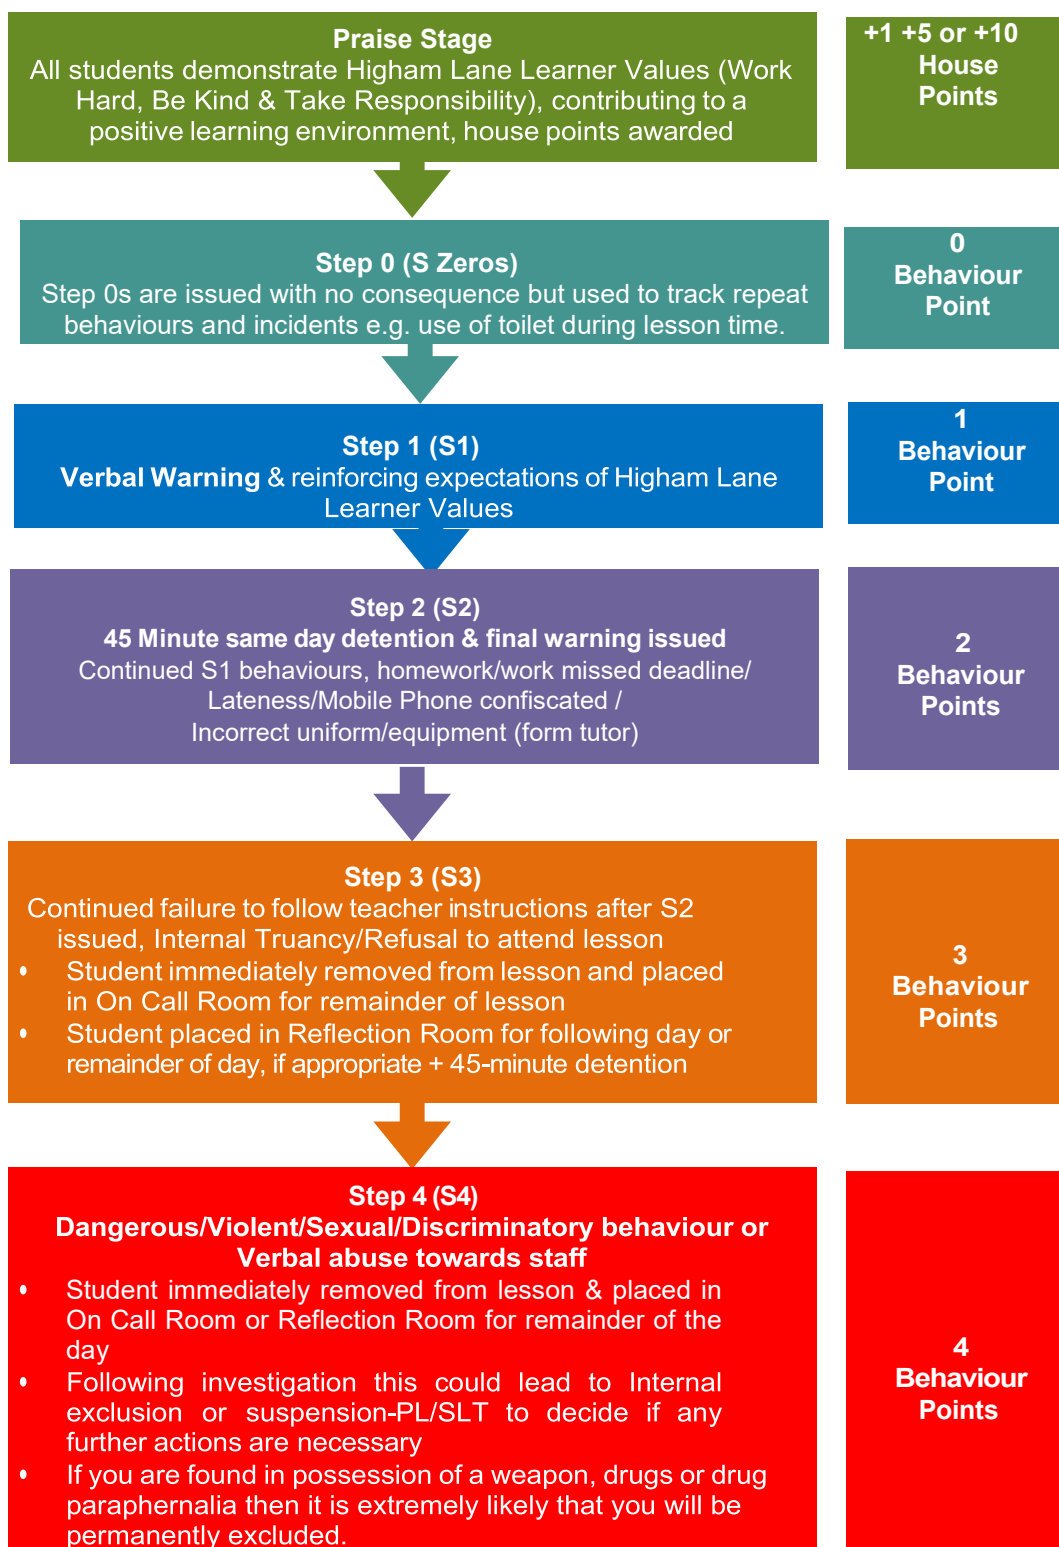 Praise Stage
All students demonstrate Higham Lane Learner Values (Work
Hard, Be Kind & Take Responsibility), contributing to a
positive learning environment, house points awarded
+1 +5 or +10
House
Points
Step 0 (S Zeros)
Step 0s are issued with no consequence but used to track repeat
behaviours and incidents e.g. use of toilet during lesson time.
0
Behaviour
Point
Step 1 (S1)
Verbal Warning & reinforcing expectations of Higham Lane
Learner Values
1
Behaviour
Point
Step 2 (S2)
45 Minute same day detention & final warning issued
Continued S1 behaviours, homework/work missed deadline/
Lateness/Mobile Phone confiscated /
Incorrect uniform/equipment (form tutor)
2
Behaviour
Points
Step 3 (S3)
Continued failure to follow teacher instructions after S2
issued, Internal Truancy/Refusal to attend lesson
• Student immediately removed from lesson and placed
in On Call Room for remainder of lesson
• Student placed in Reflection Room for following day or
remainder of day, if appropriate + 45-minute detention
3
Behaviour
Points
Step 4 (S4)
Dangerous/Violent/Sexual/Discriminatory behaviour or
Verbal abuse towards staff
• Student immediately removed from lesson & placed in
On Call Room or Reflection Room for remainder of the
day
• Following investigation this could lead to Internal
exclusion or suspension-PL/SLT to decide if any
further actions are necessary
• If you are found in possession of a weapon, drugs or drug
paraphernalia then it is extremely likely that you will be
permanently excluded.
4
Behaviour
Points